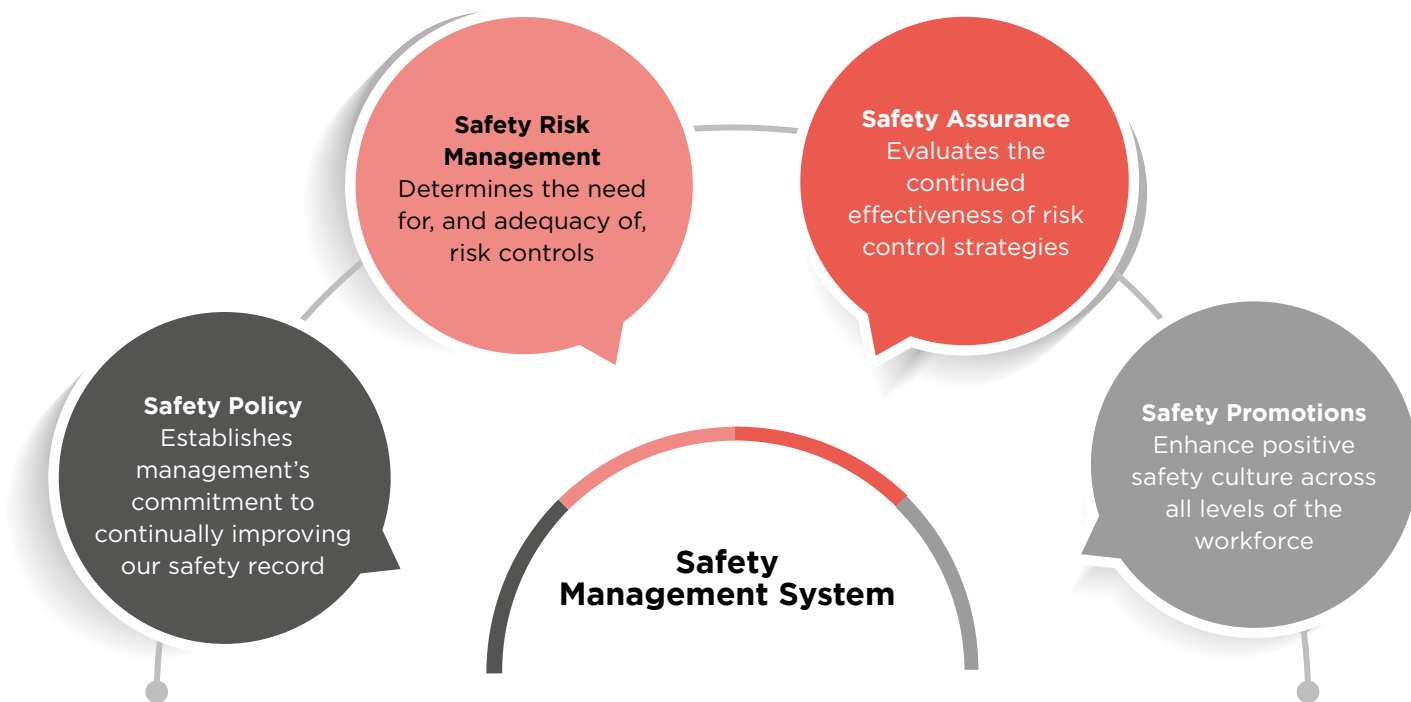 Safety Risk
Management
Determines the need
for, and adequacy of,
risk controls
Safety Assurance
Evaluates the
continued
effectiveness of risk
control strategies
Safety Policy
Establishes
management’s
commitment to
continually improving
our safety record
Safety Promotions
Enhance positive
safety culture across
all levels of the
workforce
Safety
Management System